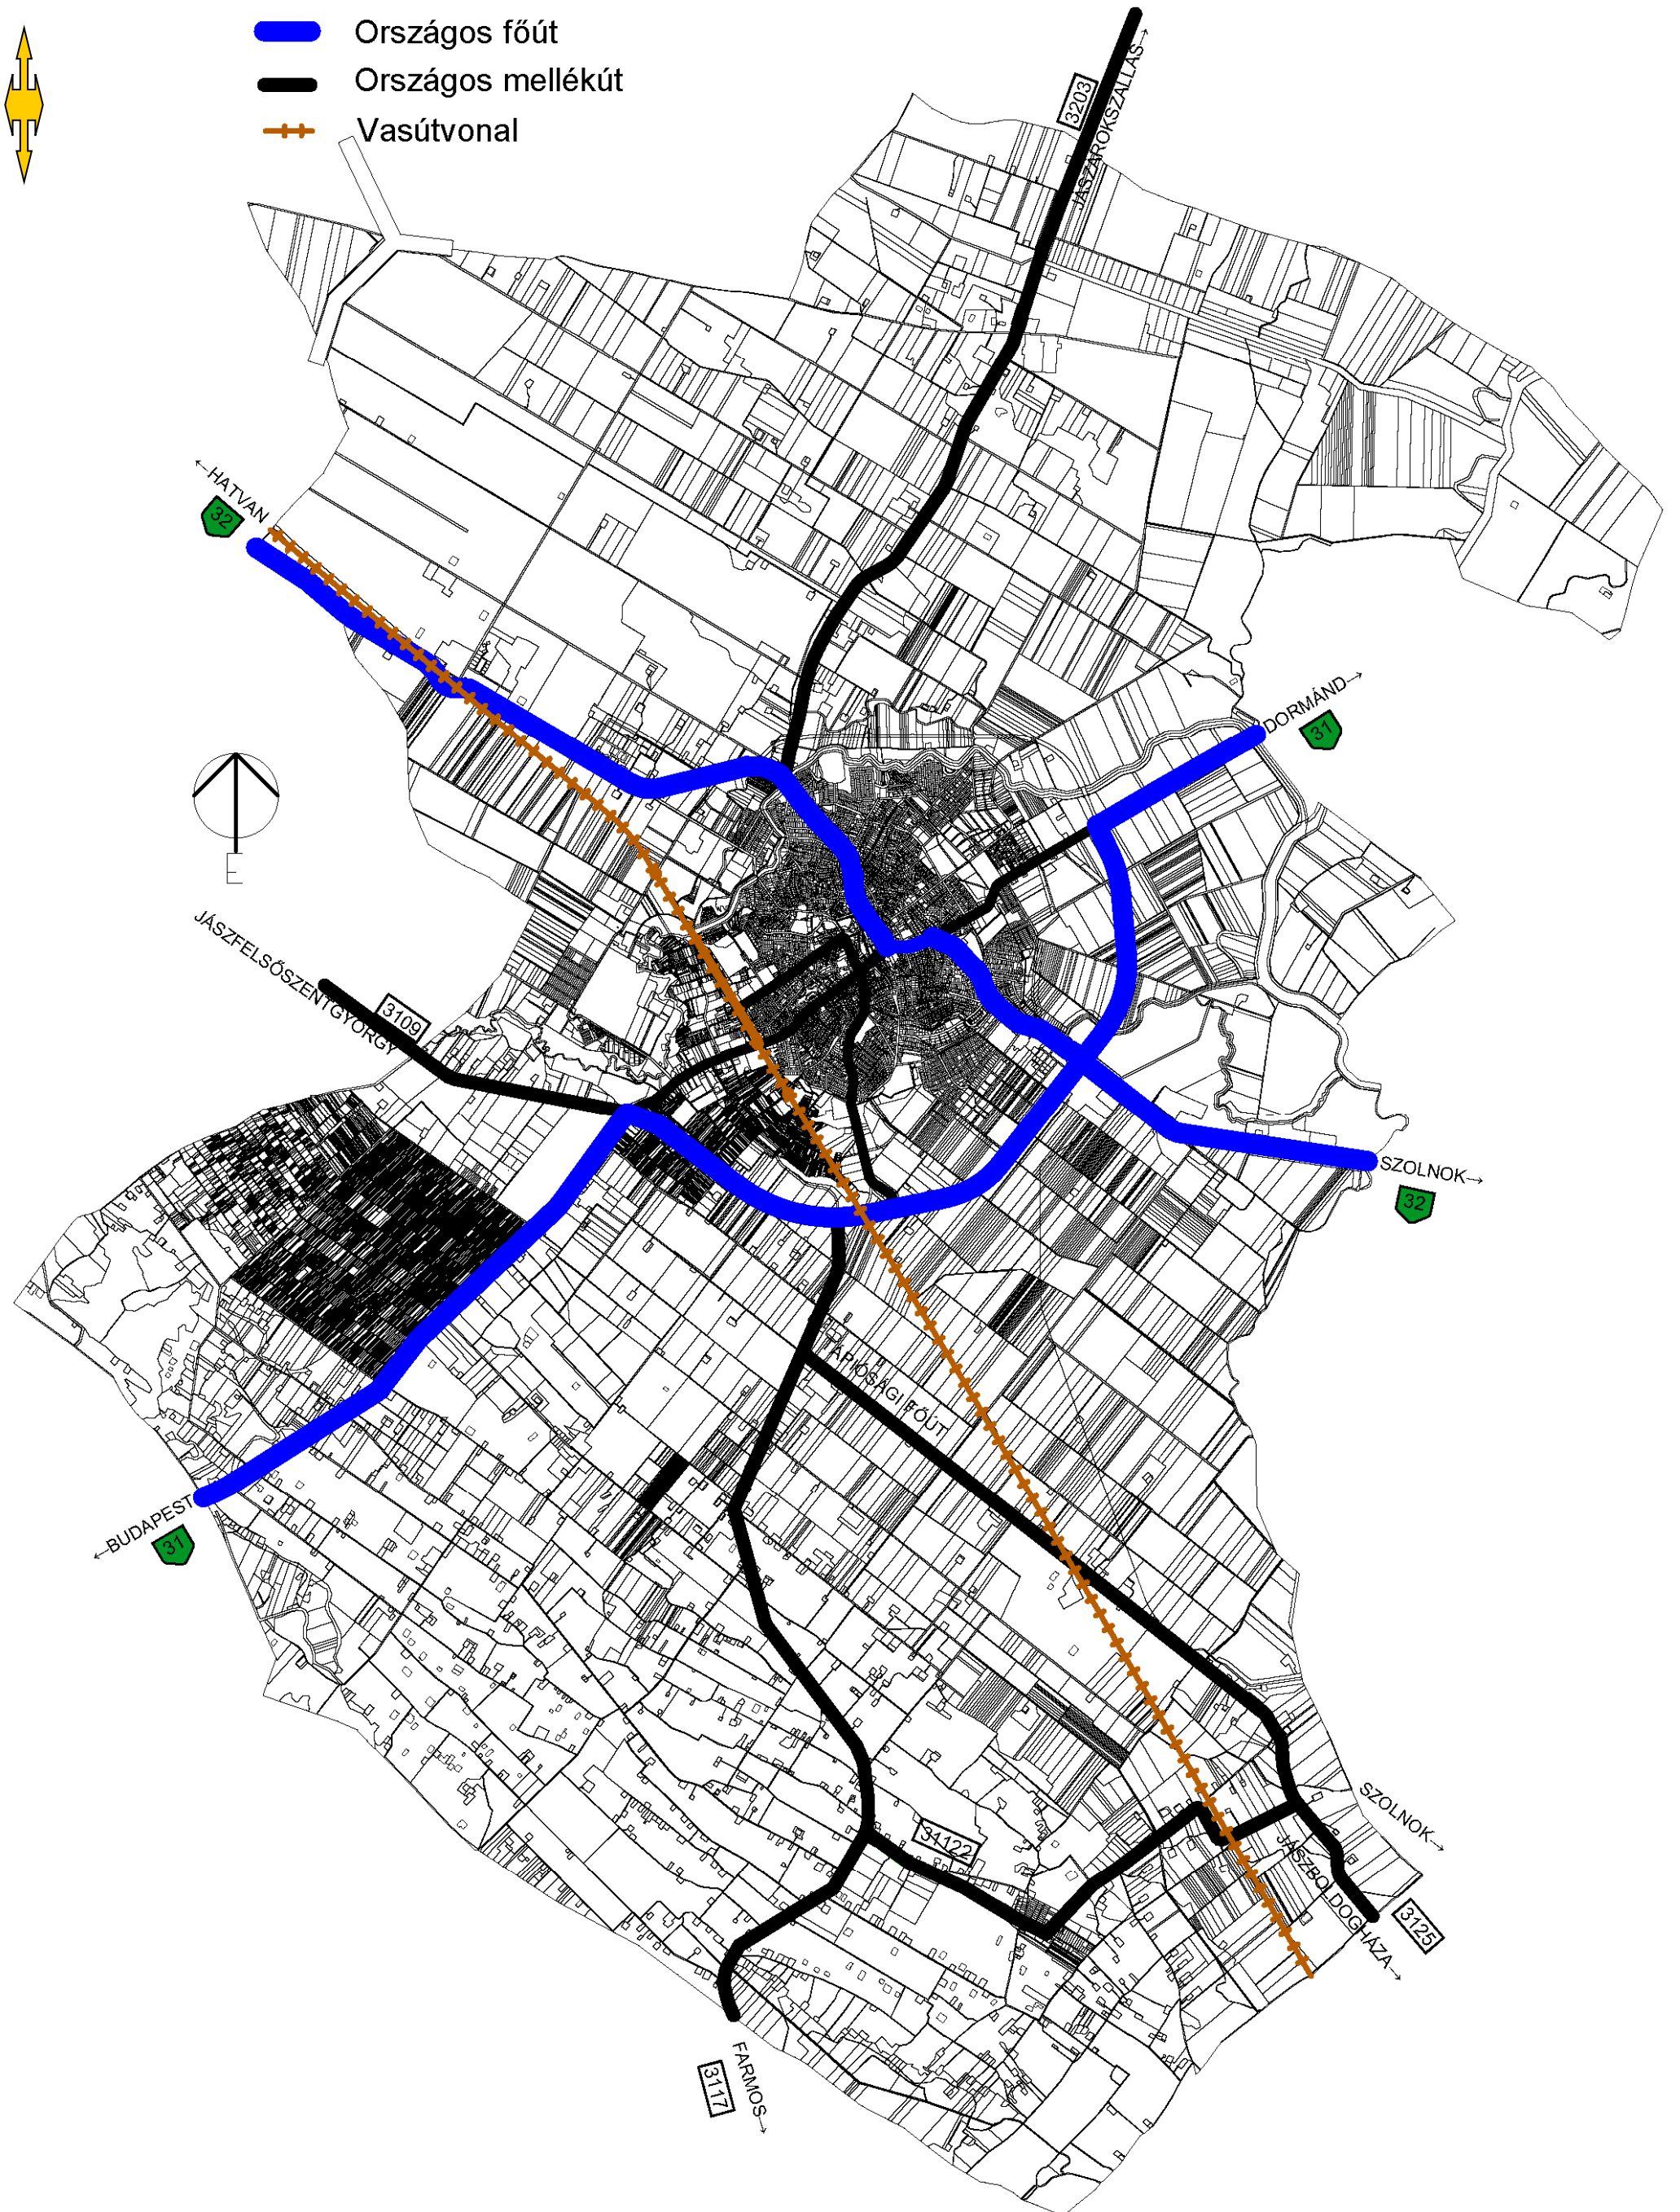 Országos főút
Országos mellékút
Vasútvonal
3203
JÁSZÁROKSZÁLLÁS→
←HATVAN
32
DORMÁND→
31
É
JÁSZFELSŐSZENTGYÖRGY
3109
SZOLNOK→
32
TÁPIÓSÁGI FŐÚT
←BUDAPEST
31
31122
SZOLNOK→
JÁSZBOLDOGHÁZA→
3125
FARMOS→
3117